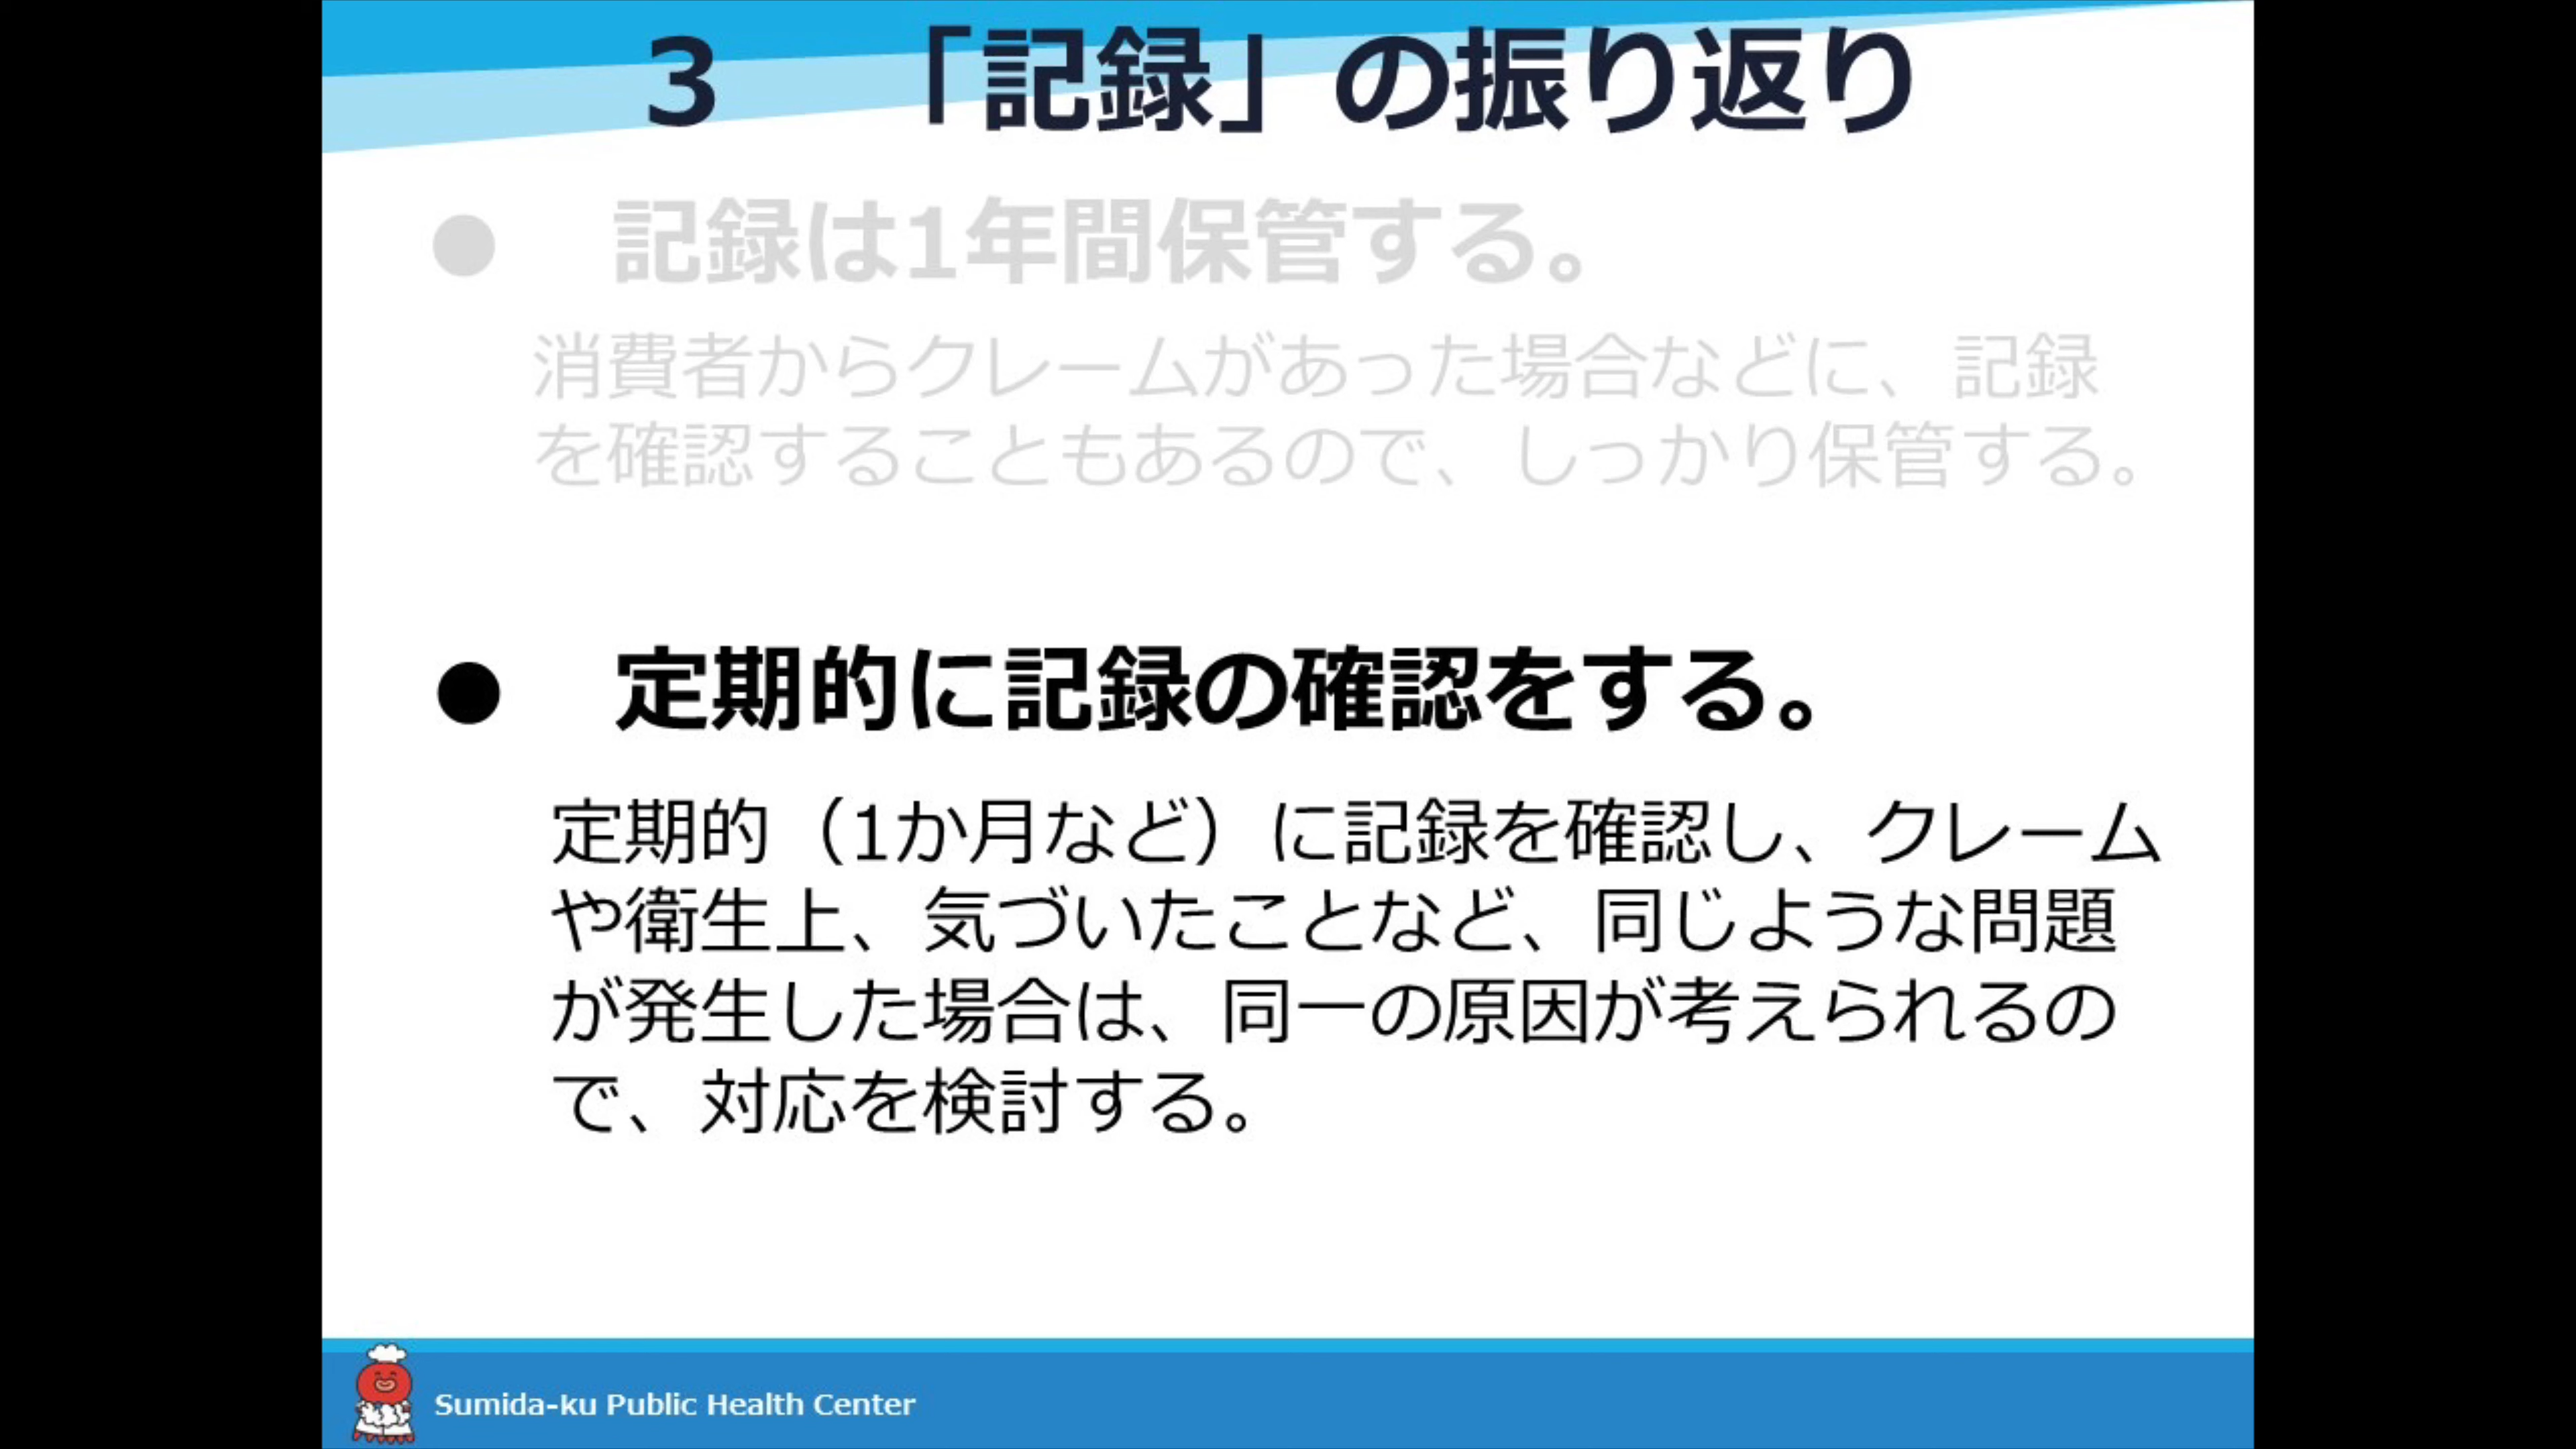 3 「記録」の振り返り
● 記録は1年間保管する。
消費者からクレームがあった場合などに、記録
を確認することもあるので、しっかり保管する。
● 定期的に記録の確認をする。
定期的（1か月など）に記録を確認し、クレーム
や衛生上、気づいたことなど、同じような問題
が発生した場合は、同一の原因が考えられるの
で、対応を検討する。
Sumida-ku Public Health Center